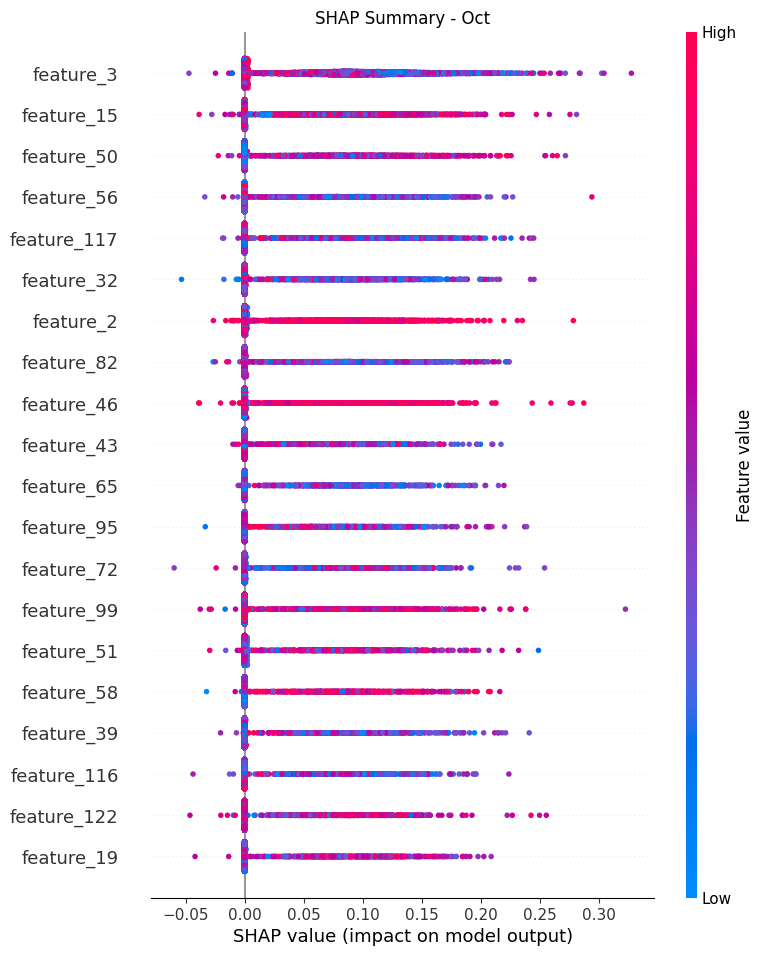 SHAP Summary - Oct
High
feature_3
feature_15
feature_50
feature_56
feature_117
feature_32
feature_2
feature_82
feature_46
feature_43
feature_65
feature_95
feature_72
feature_99
feature_51
feature_58
feature_39
feature_116
feature_122
feature_19
Feature value
Low
−0.05 0.00 0.05 0.10 0.15 0.20 0.25 0.30
SHAP value (impact on model output)